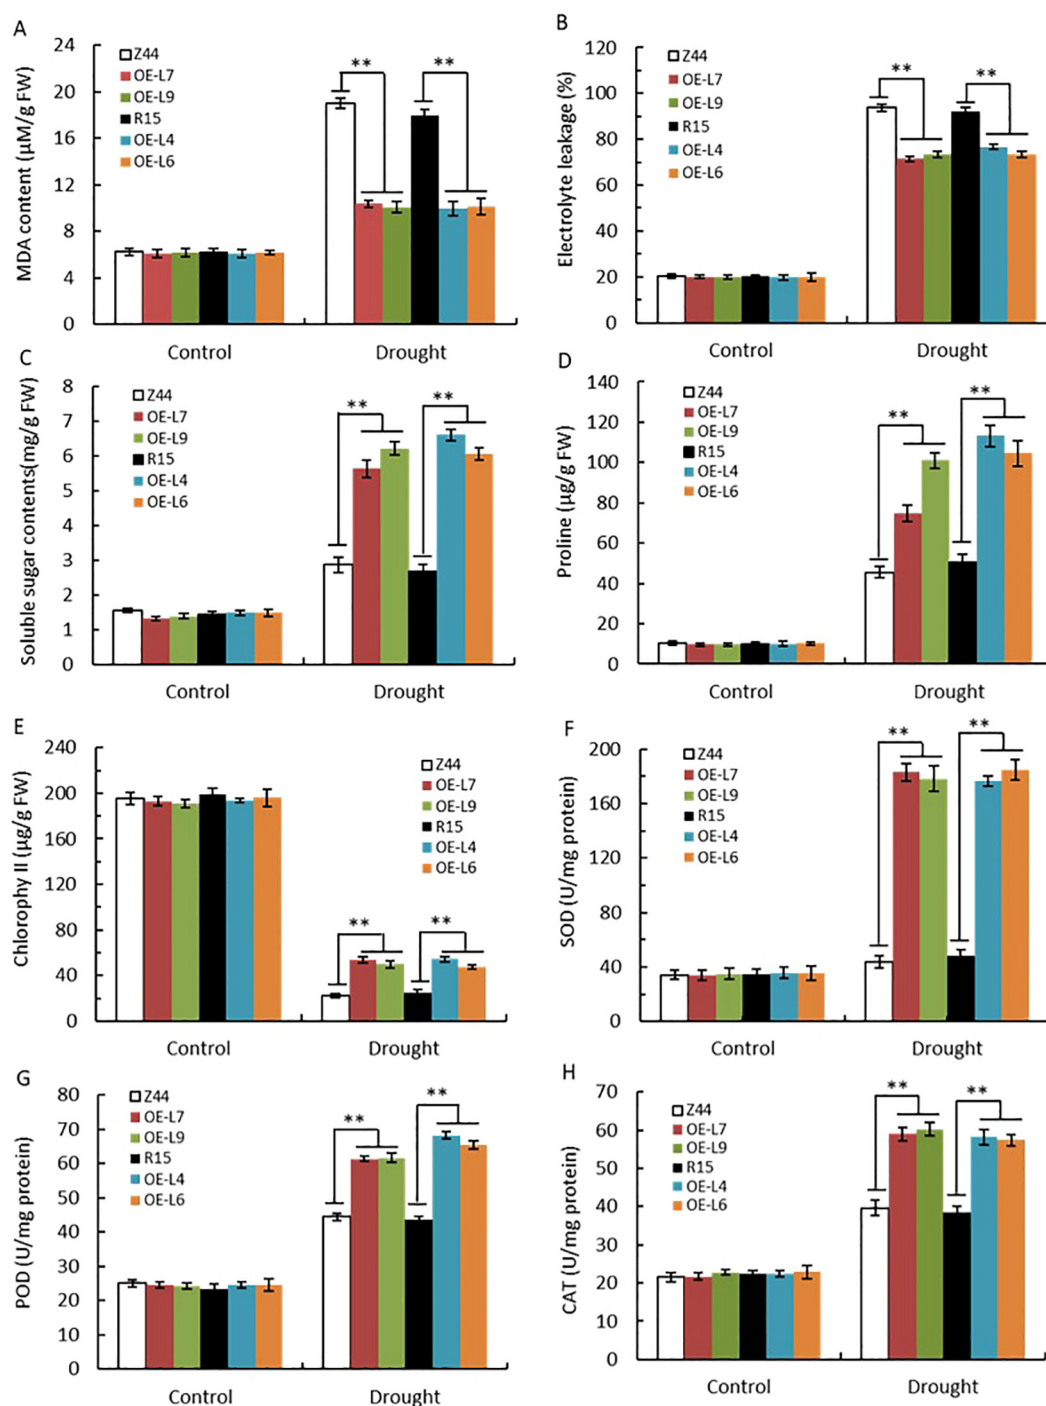 A
MDA content (µM/g FW)
24
20
16
12
8
4
0
Z44
OE-L7
OE-L9
R15
OE-L4
OE-L6
**
**
Control
Drought
B
Electrolyte leakage (%)
120
100
80
60
40
20
0
Z44
OE-L7
OE-L9
R15
OE-L4
OE-L6
**
**
Control
Drought
C
Soluble sugar contents(mg/g FW)
8
7
6
5
4
3
2
1
0
Z44
OE-L7
OE-L9
R15
OE-L4
OE-L6
**
**
Control
Drought
D
Proline (µg/g FW)
140
120
100
80
60
40
20
0
Z44
OE-L7
OE-L9
R15
OE-L4
OE-L6
**
**
Control
Drought
E
Chlorophy II (µg/g FW)
240
200
160
120
80
40
0
Z44
OE-L7
OE-L9
R15
OE-L4
OE-L6
**
**
Control
Drought
F
SOD (U/mg protein)
200
160
120
80
40
0
Z44
OE-L7
OE-L9
R15
OE-L4
OE-L6
**
**
Control
Drought
G
POD (U/mg protein)
80
70
60
50
40
30
20
10
0
Z44
OE-L7
OE-L9
R15
OE-L4
OE-L6
**
**
Control
Drought
H
CAT (U/mg protein)
70
60
50
40
30
20
10
0
Z44
OE-L7
OE-L9
R15
OE-L4
OE-L6
**
**
Control
Drought